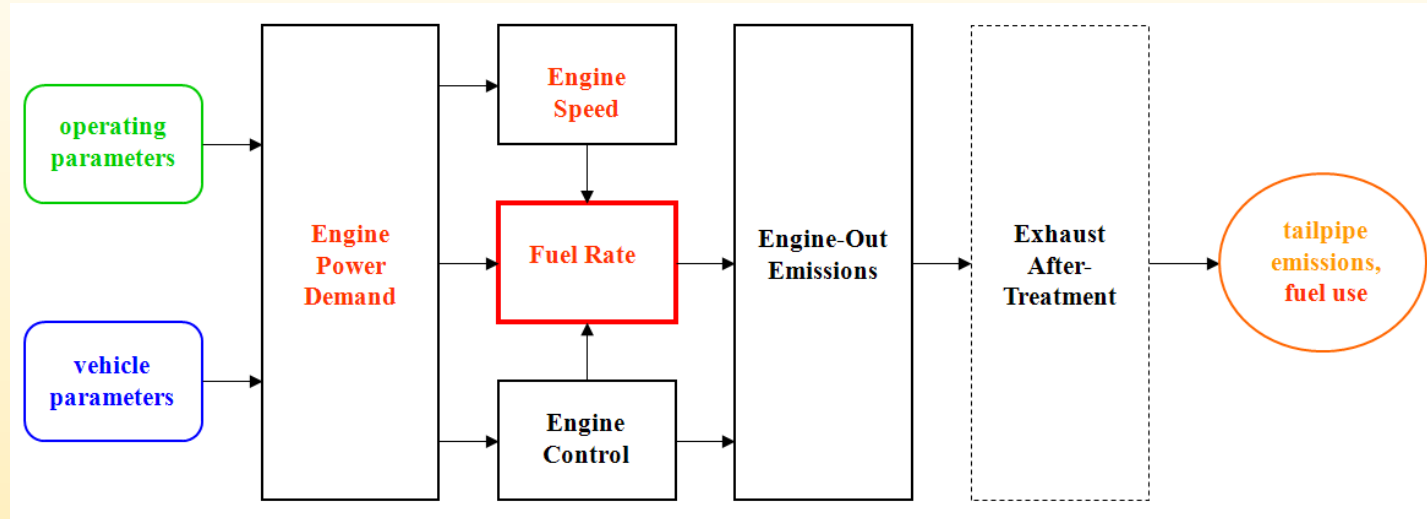 operating
parameters
vehicle
parameters
Engine
Power
Demand
Engine
Speed
Fuel Rate
Engine
Control
Engine-Out
Emissions
Exhaust
After-
Treatment
tailpipe
emissions,
fuel use